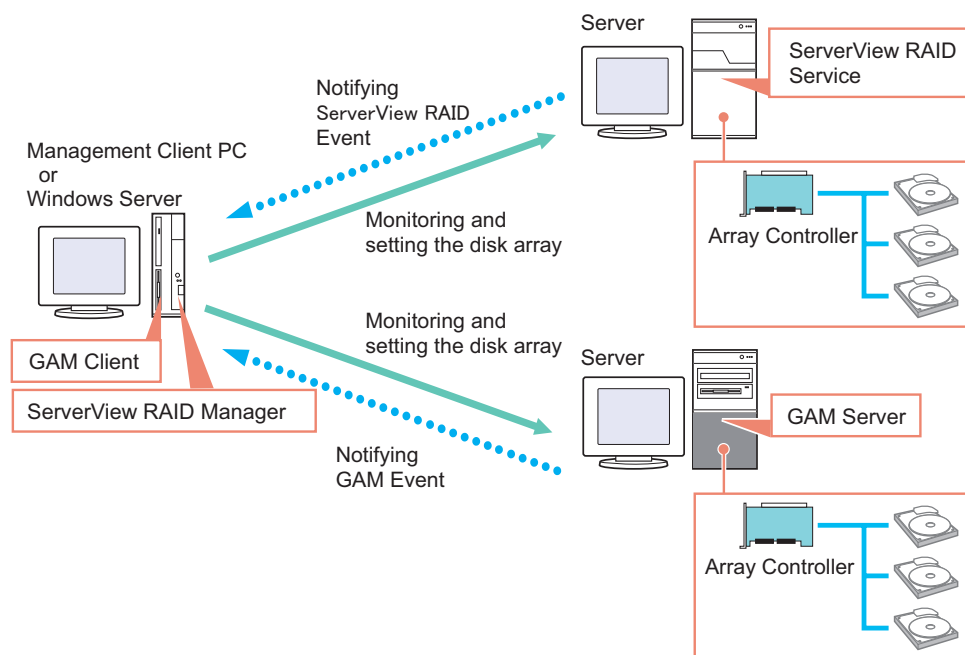 Server
ServerView RAID
Service
Notifying
ServerView RAID
Event
Management Client PC
or
Windows Server
Array Controller
Monitoring and
setting the disk array
Monitoring and
setting the disk array
Server
GAM Client
ServerView RAID Manager
GAM Server
Notifying
GAM Event
Array Controller